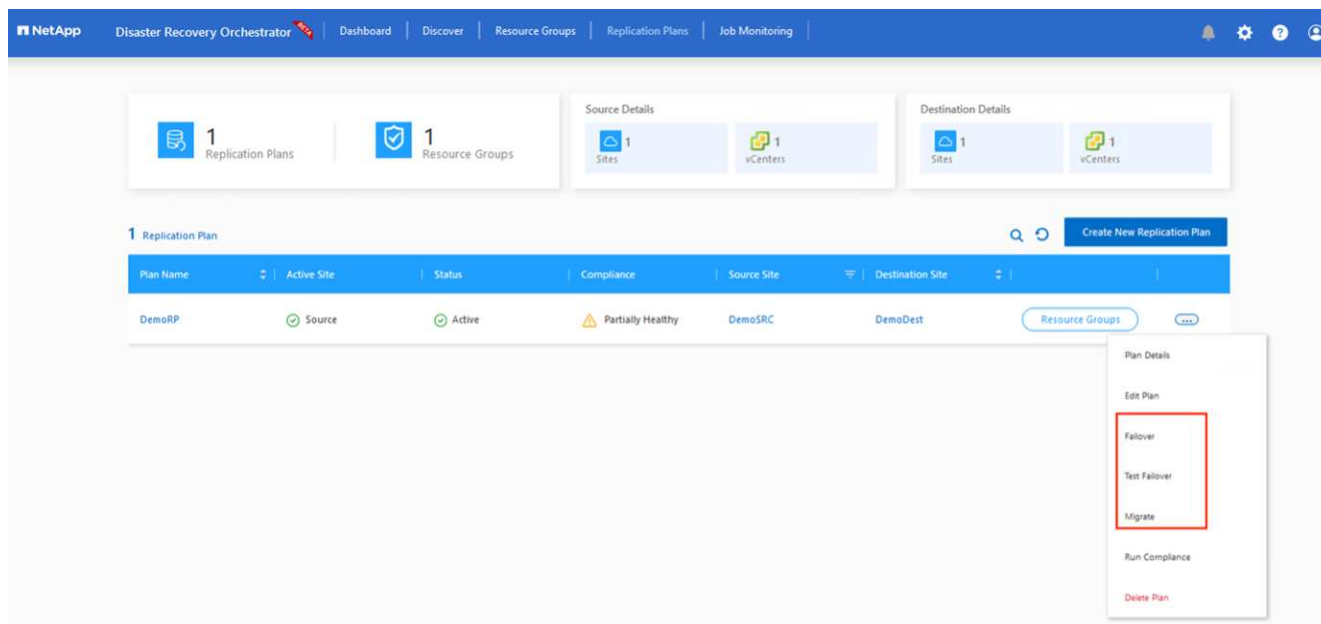 NetApp
Disaster Recovery Orchestrator BETA Dashboard Discover Resource Groups Replication Plans Job Monitoring
1
Replication Plans
1
Resource Groups
Source Details
1
Sites
1
vCenters
Destination Details
1
Sites
1
vCenters
1 Replication Plan
Create New Replication Plan
Plan Name Active Site Status Compliance Source Site Destination Site
DemoRP Source Active Partially Healthy DemoSRC DemoDest Resource Groups
Plan Details
Edit Plan
Failover
Test Failover
Migrate
Run Compliance
Delete Plan